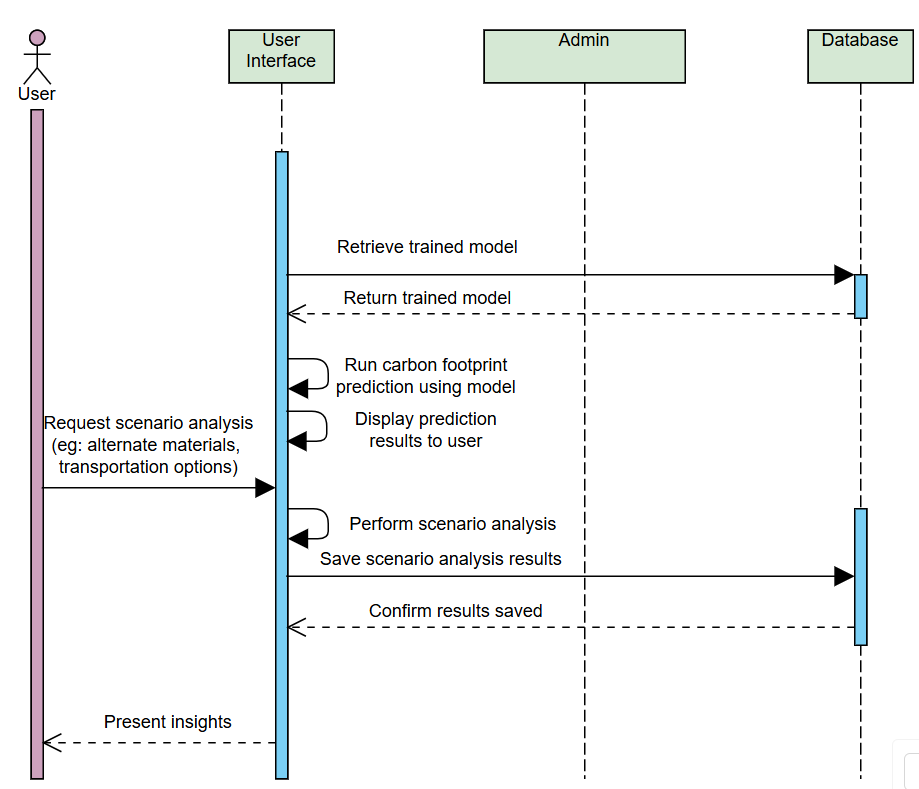 User
User
Interface
Admin
Database
Retrieve trained model
Return trained model
Run carbon footprint
prediction using model
Display prediction
results to user
Request scenario analysis
(eg: alternate materials,
transportation options)
Perform scenario analysis
Save scenario analysis results
Confirm results saved
Present insights